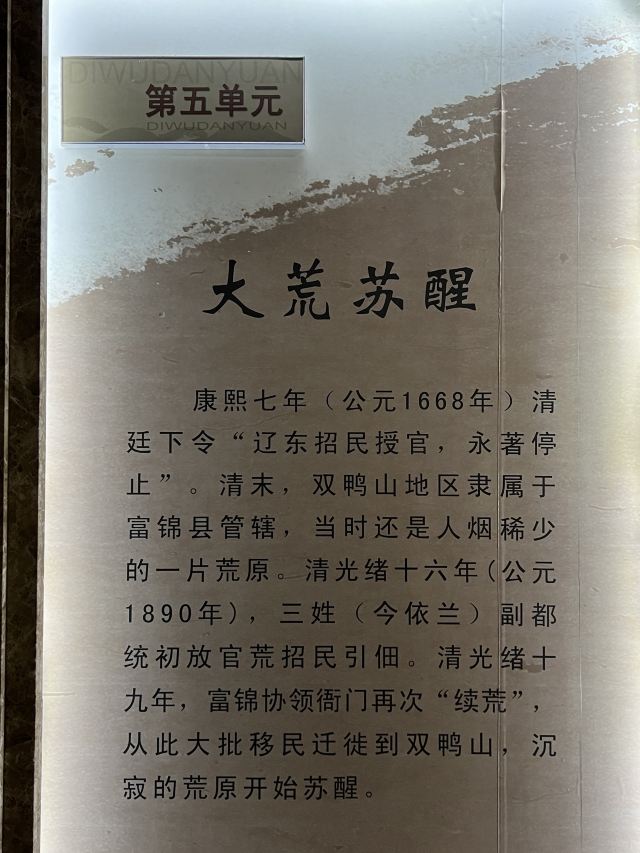 DIWUDANYUAN
第五单元
DIWUDANYUAN
大荒苏醒
康熙七年（公元1668年）清
廷下令“辽东招民授官，永著停
止”。清末，双鸭山地区隶属于
富锦县管辖，当时还是人烟稀少
的一片荒原。清光绪十六年(公元
1890年)，三姓（今依兰）副都
统初放官荒招民引佃。清光绪十
九年，富锦协领衙门再次“续荒”，
从此大批移民迁徙到双鸭山，沉
寂的荒原开始苏醒。